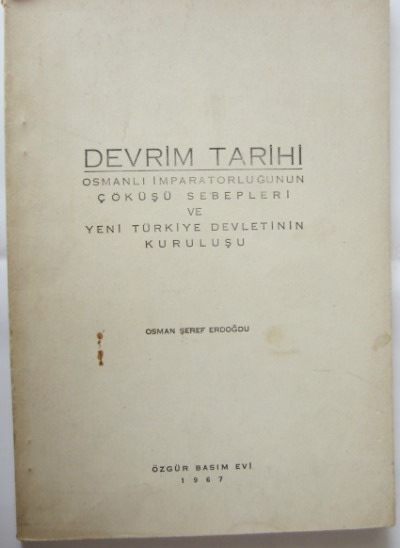 DEVRİM TARİHİ
OSMANLI İMPARATORLUĞUNUN
ÇÖKÜŞÜ SEBEPLERİ
VE
YENİ TÜRKİYE DEVLETİNİN
KURULUŞU
OSMAN ŞEREF ERDOĞDU
ÖZGÜR BASIM EVİ
1967